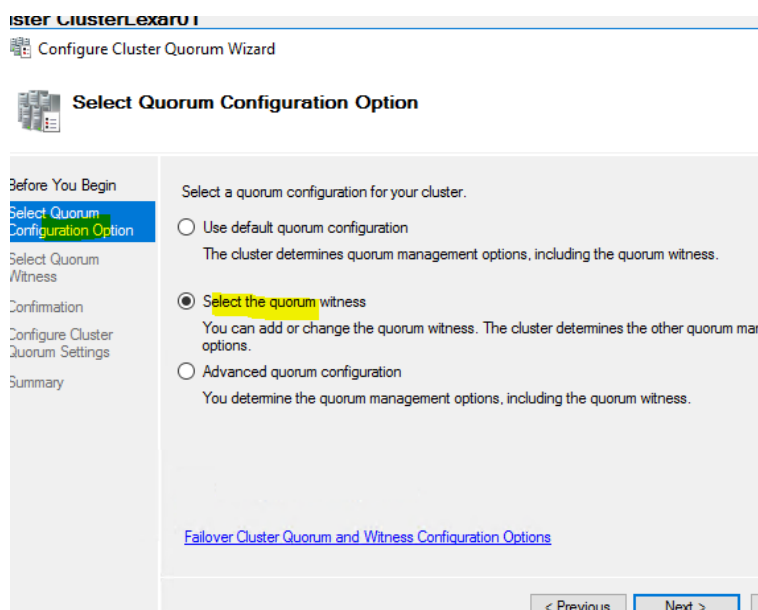 ister ClusterLexar01
Configure Cluster Quorum Wizard
Select Quorum Configuration Option
Before You Begin
Select Quorum
Configuration Option
Select Quorum
Witness
Confirmation
Configure Cluster
Quorum Settings
Summary
Select a quorum configuration for your cluster.
Use default quorum configuration
The cluster determines quorum management options, including the quorum witness.
Select the quorum witness
You can add or change the quorum witness. The cluster determines the other quorum mar
options.
Advanced quorum configuration
You determine the quorum management options, including the quorum witness.
Failover Cluster Quorum and Witness Configuration Options
< Previous
Next >